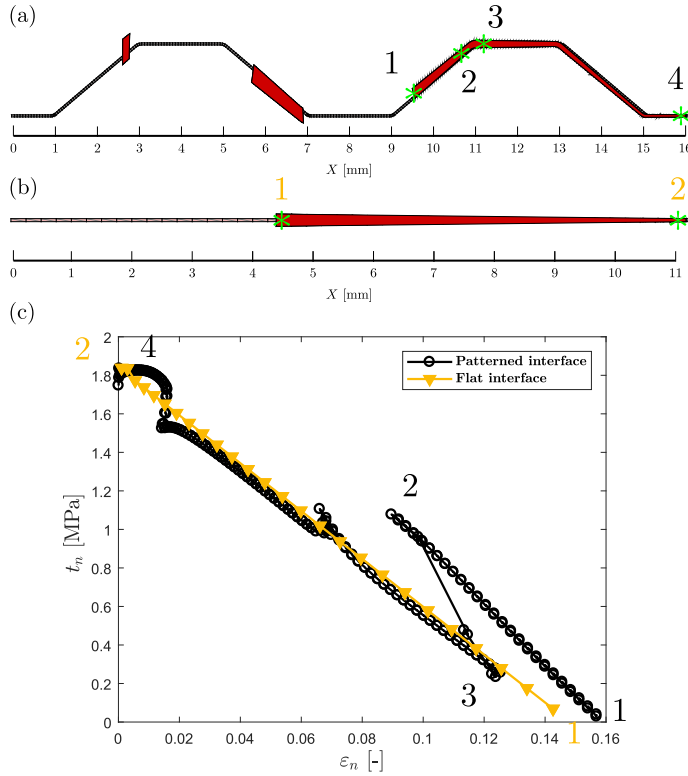 (a)
1
2
3
4
0 1 2 3 4 5 6 7 8 9 10 11 12 13 14 15 16
X [mm]
(b)
1
2
0 1 2 3 4 5 6 7 8 9 10 11
X [mm]
(c)
2
4
2
1.8
1.6
1.4
1.2
1
0.8
0.6
0.4
0.2
0
tₙ [MPa]
Patterned interface
Flat interface
2
3
1
1
0 0.02 0.04 0.06 0.08 0.1 0.12 0.14 0.16
εₙ [-]